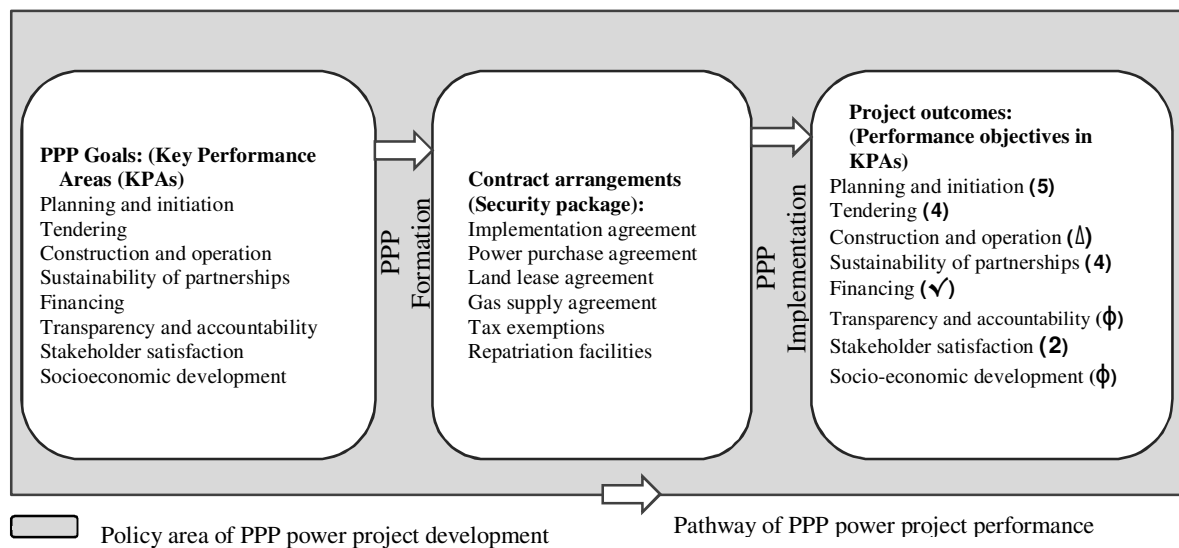 PPP Goals: (Key Performance
Areas (KPAs)
Planning and initiation
Tendering
Construction and operation
Sustainability of partnerships
Financing
Transparency and accountability
Stakeholder satisfaction
Socioeconomic development
PPP
Formation
Contract arrangements
(Security package):
Implementation agreement
Power purchase agreement
Land lease agreement
Gas supply agreement
Tax exemptions
Repatriation facilities
PPP
Implementation
Project outcomes:
(Performance objectives in
KPAs)
Planning and initiation (5)
Tendering (4)
Construction and operation (Δ)
Sustainability of partnerships (4)
Financing (✓)
Transparency and accountability (ϕ)
Stakeholder satisfaction (2)
Socio-economic development (ϕ)
Policy area of PPP power project development
Pathway of PPP power project performance